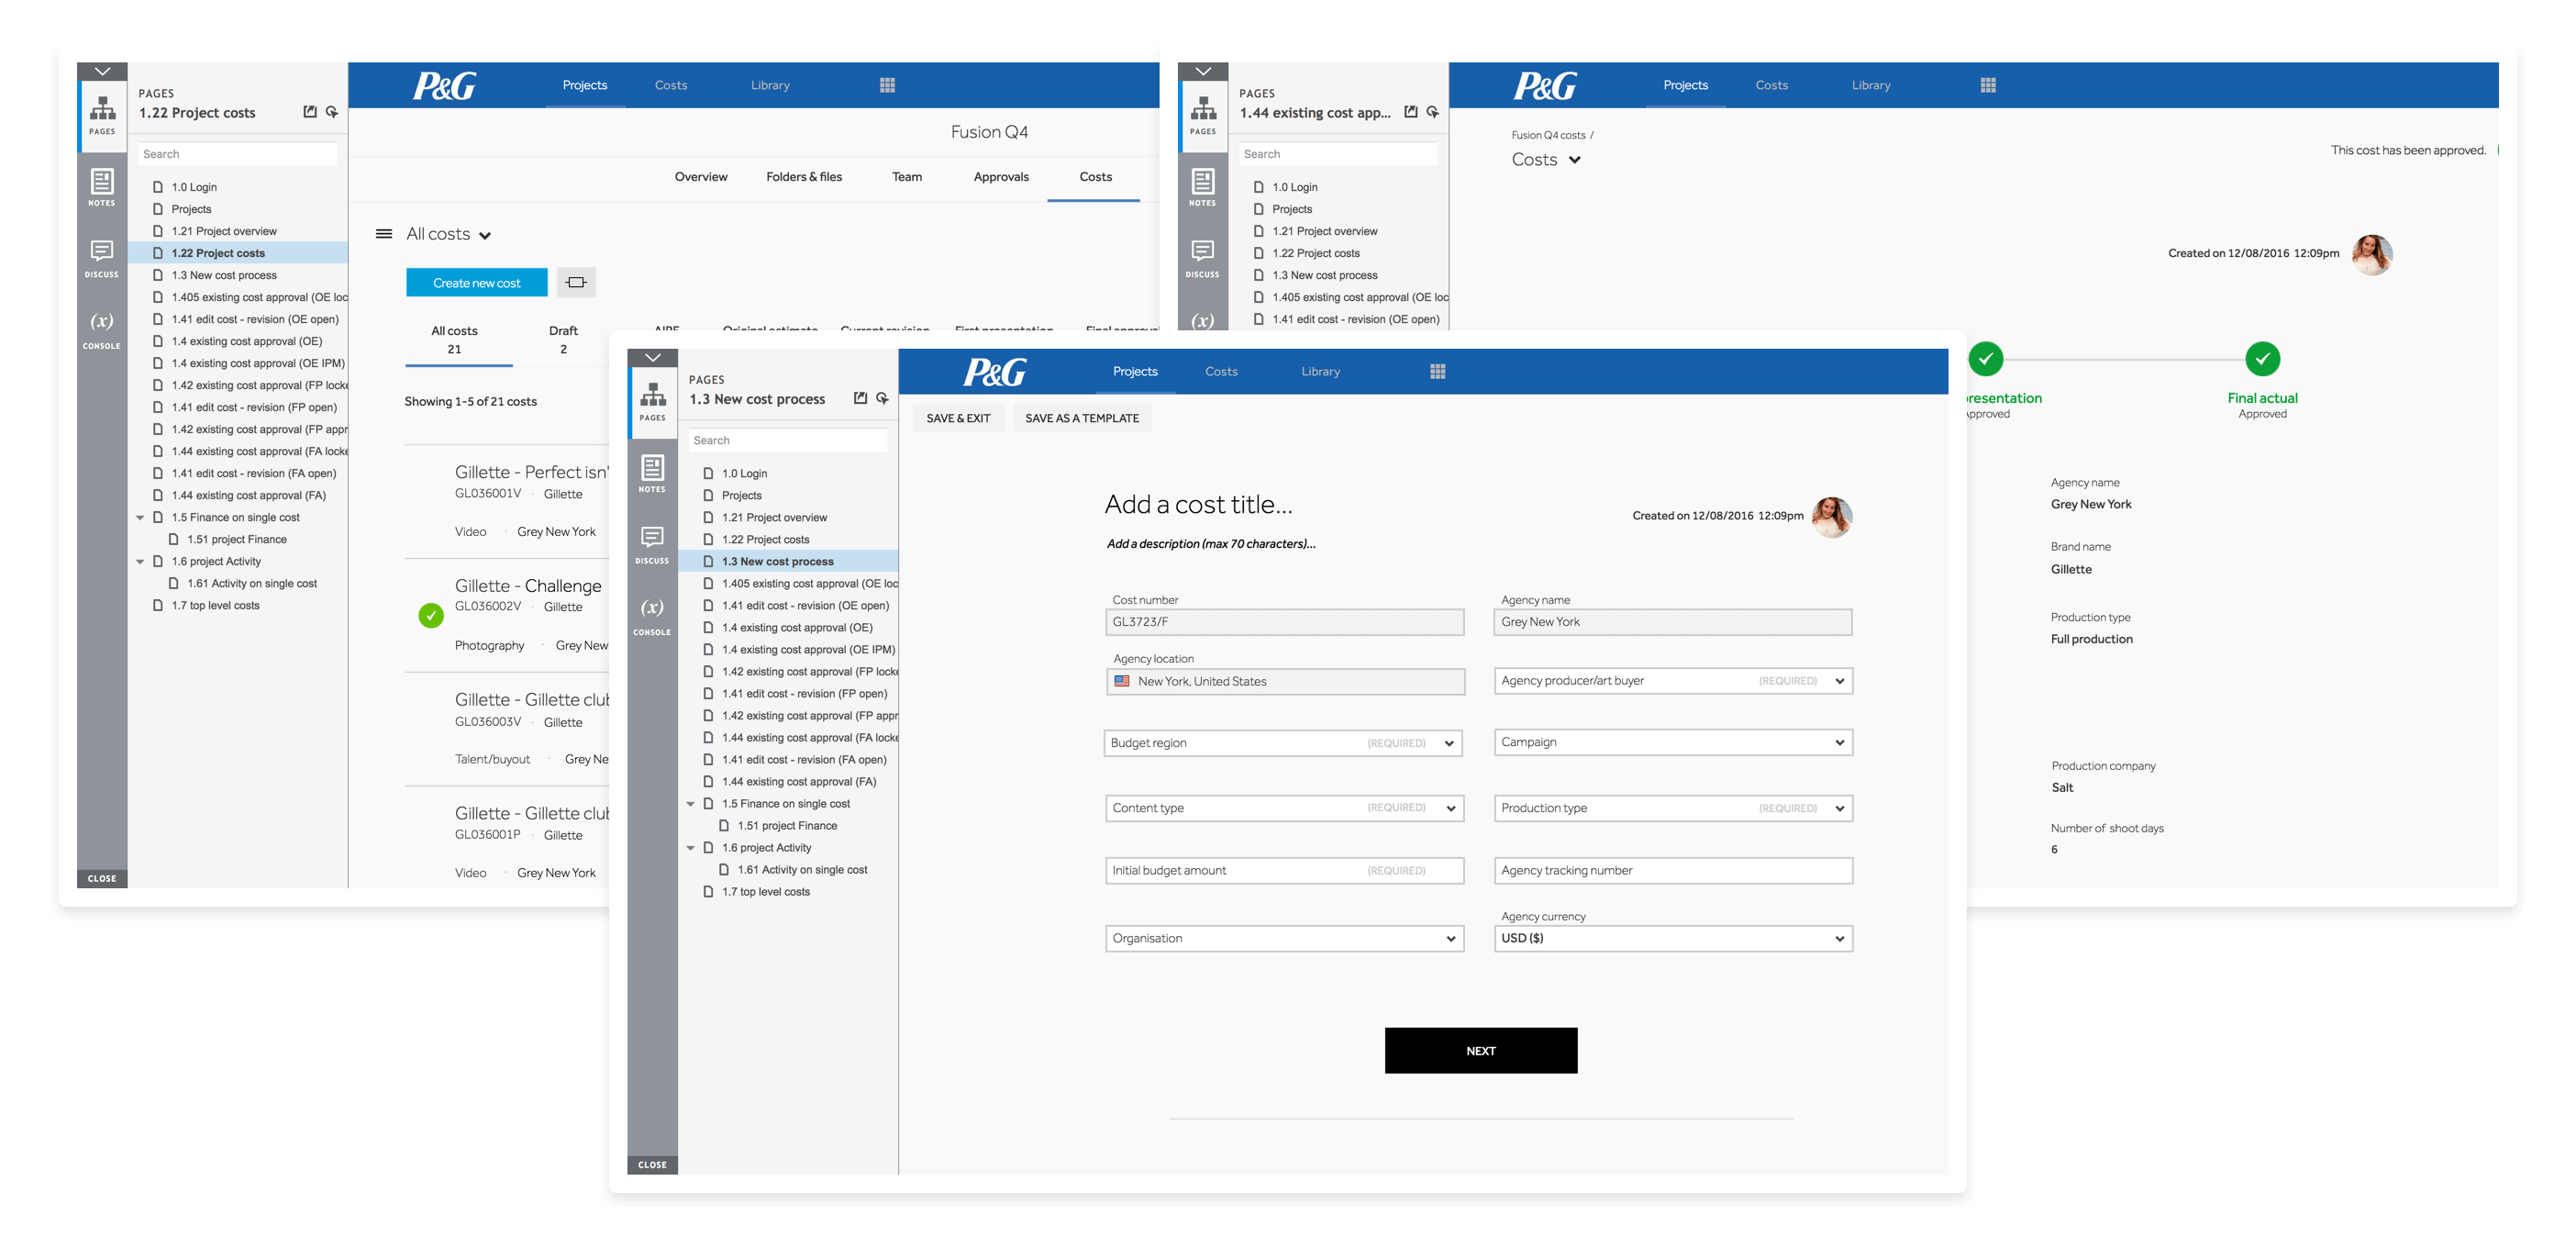 PAGES
1.22 Project costs
PAGES
Search
NOTES
DISCUSS
(x)
CONSOLE
CLOSE
1.0 Login
Projects
1.21 Project overview
1.22 Project costs
1.3 New cost process
1.405 existing cost approval (OE loc
1.41 edit cost - revision (OE open)
1.4 existing cost approval (OE)
1.4 existing cost approval (OE IPM)
1.42 existing cost approval (FP locke
1.41 edit cost - revision (FP open)
1.42 existing cost approval (FP appr
1.44 existing cost approval (FA locke
1.41 edit cost - revision (FA open)
1.44 existing cost approval (FA)
1.5 Finance on single cost
1.51 project Finance
1.6 project Activity
1.61 Activity on single cost
1.7 top level costs
P&G
Projects Costs Library
Fusion Q4
Overview Folders & files Team Approvals Costs
All costs
Create new cost
All costs Draft
21 2
Showing 1-5 of 21 costs
Gillette - Perfect isn'
GL036001V · Gillette
Video · Grey New York
Gillette - Challenge
GL036002V · Gillette
Photography · Grey New
Gillette - Gillette clu
GL036003V · Gillette
Talent/buyout · Grey Ne
Gillette - Gillette clu
GL036001P · Gillette
Video · Grey New York
PAGES
1.44 existing cost app...
PAGES
Search
NOTES
DISCUSS
(x)
1.0 Login
Projects
1.21 Project overview
1.22 Project costs
1.3 New cost process
1.405 existing cost approval (OE loc
1.41 edit cost - revision (OE open)
P&G
Projects Costs Library
Fusion Q4 costs /
Costs
This cost has been approved.
Created on 12/08/2016 12:09pm
resentation Final actual
Approved Approved
Agency name
Grey New York
Brand name
Gillette
Production type
Full production
Production company
Salt
Number of shoot days
6
PAGES
1.3 New cost process
PAGES
Search
NOTES
DISCUSS
(x)
CONSOLE
CLOSE
1.0 Login
Projects
1.21 Project overview
1.22 Project costs
1.3 New cost process
1.405 existing cost approval (OE loc
1.41 edit cost - revision (OE open)
1.4 existing cost approval (OE)
1.4 existing cost approval (OE IPM)
1.42 existing cost approval (FP locke
1.41 edit cost - revision (FP open)
1.42 existing cost approval (FP appr
1.44 existing cost approval (FA locke
1.41 edit cost - revision (FA open)
1.44 existing cost approval (FA)
1.5 Finance on single cost
1.51 project Finance
1.6 project Activity
1.61 Activity on single cost
1.7 top level costs
P&G
Projects Costs Library
SAVE & EXIT SAVE AS A TEMPLATE
Add a cost title...
Created on 12/08/2016 12:09pm
Add a description (max 70 characters)...
Cost number Agency name
GL3723/F Grey New York
Agency location
New York, United States
Agency producer/art buyer (REQUIRED)
Budget region (REQUIRED) Campaign
Content type (REQUIRED) Production type (REQUIRED)
Initial budget amount (REQUIRED) Agency tracking number
Agency currency
Organisation USD ($)
NEXT